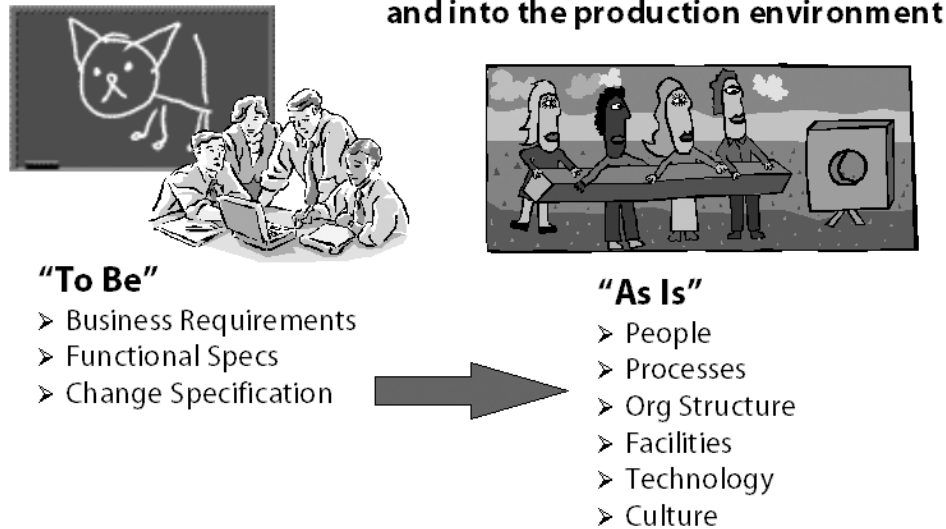 and into the production environment
“To Be”
➢ Business Requirements
➢ Functional Specs
➢ Change Specification
“As Is”
➢ People
➢ Processes
➢ Org Structure
➢ Facilities
➢ Technology
➢ Culture